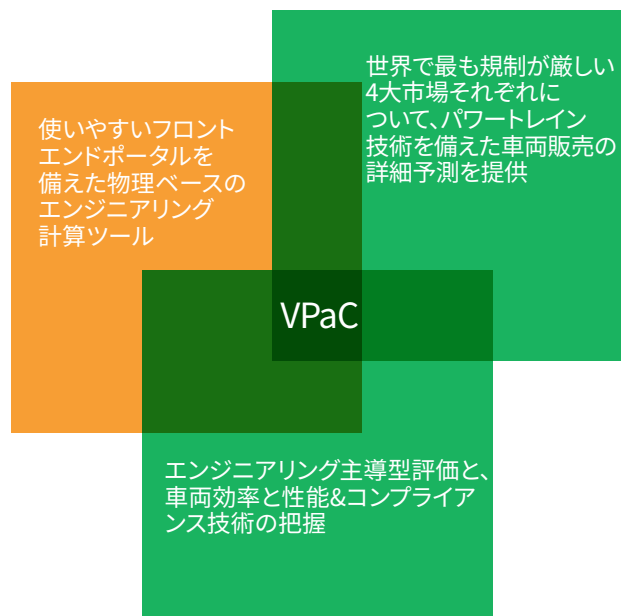 世界で最も規制が厳しい
4大市場それぞれに
ついて、パワートレイン
技術を備えた車両販売の
詳細予測を提供
使いやすいフロント
エンドポータルを
備えた物理ベースの
エンジニアリング
計算ツール
VPaC
エンジニアリング主導型評価と、
車両効率と性能&コンプライア
ンス技術の把握